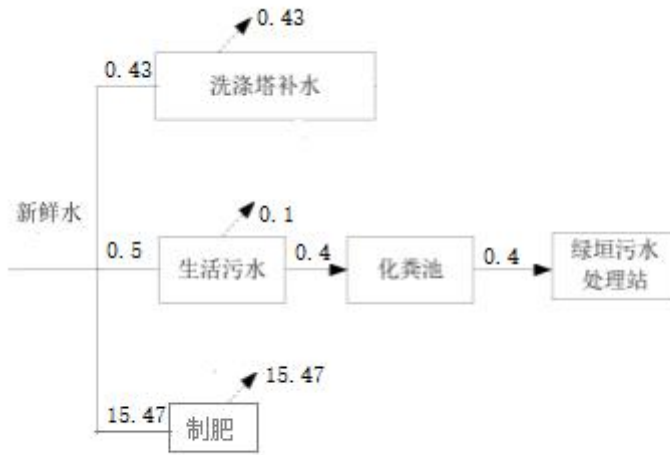 0.43
0.43
洗涤塔补水
新鲜水
0.1
0.5
生活污水
0.4
化粪池
0.4
绿垣污水
处理站
15.47
15.47
制肥